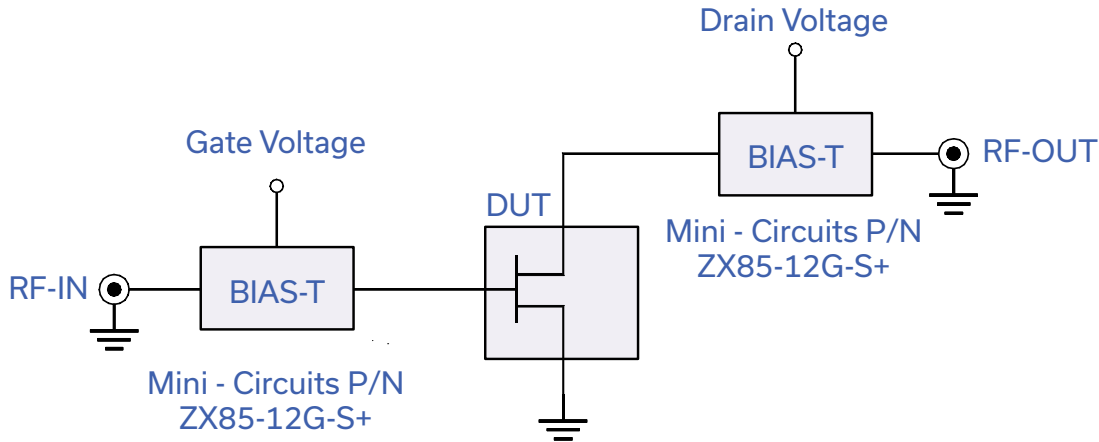 Drain Voltage
Gate Voltage
BIAS-T
RF-OUT
DUT
Mini - Circuits P/N
ZX85-12G-S+
RF-IN
BIAS-T
Mini - Circuits P/N
ZX85-12G-S+